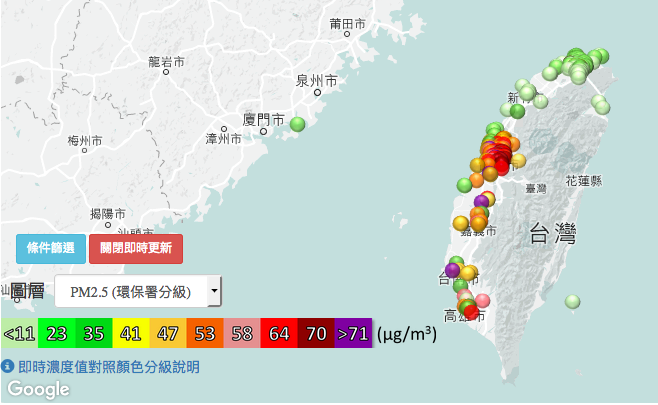 莆田市
龍岩市
泉州市
廈門市
漳州市
梅州市
揭陽市
汕頭市
新竹市
臺灣
花蓮縣
台灣
嘉義市
台南市
高雄市
條件篩選
關閉即時更新
圖層
PM2.5 (環保署分級)
<11 23 35 41 47 53 58 64 70 >71 (μg/m³)
即時濃度值對照顏色分級說明
Google